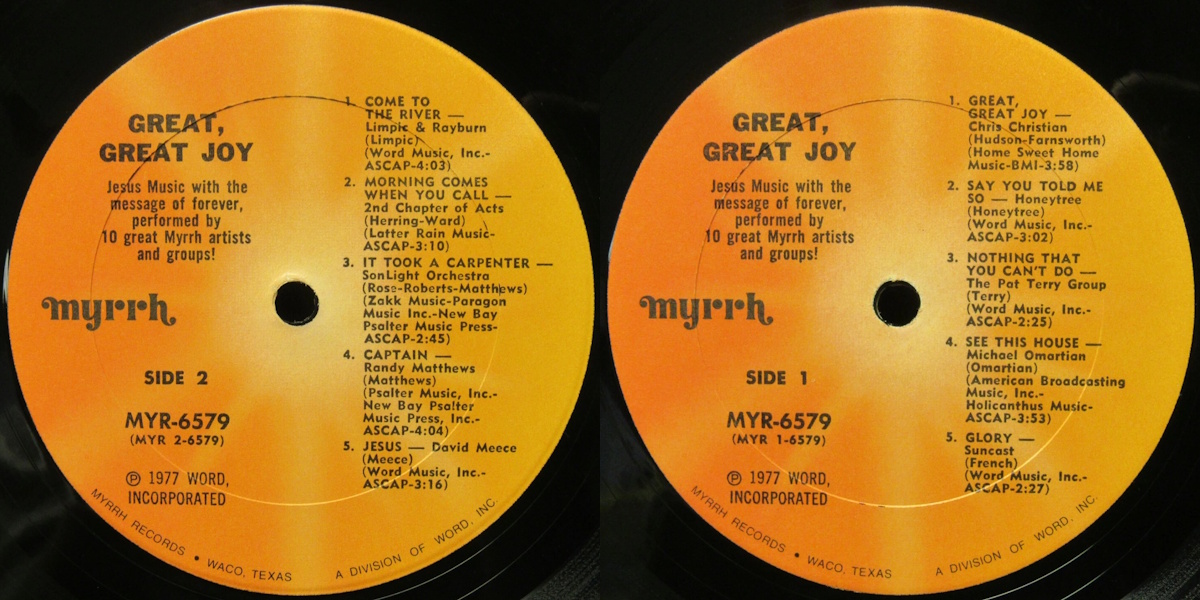 GREAT,
GREAT JOY
Jesus Music with the
message of forever,
performed by
10 great Myrrh artists
and groups!
myrrh
SIDE 2
MYR-6579
(MYR 2-6579)
Ⓟ 1977 WORD,
INCORPORATED
1. COME TO
THE RIVER —
Limpic & Rayburn
(Limpic)
(Word Music, Inc.-
ASCAP-4:03)
2. MORNING COMES
WHEN YOU CALL —
2nd Chapter of Acts
(Herring-Ward)
(Latter Rain Music-
ASCAP-3:10)
3. IT TOOK A CARPENTER —
SonLight Orchestra
(Rose-Roberts-Matthews)
(Zakk Music-Paragon
Music Inc.-New Bay
Psalter Music Press-
ASCAP-2:45)
4. CAPTAIN —
Randy Matthews
(Matthews)
(Psalter Music, Inc.-
New Bay Psalter
Music Press, Inc.-
ASCAP-4:04)
5. JESUS — David Meece
(Meece)
(Word Music, Inc.-
ASCAP-3:16)
MYRRH RECORDS • WACO, TEXAS A DIVISION OF WORD, INC.
GREAT,
GREAT JOY
Jesus Music with the
message of forever,
performed by
10 great Myrrh artists
and groups!
myrrh
SIDE 1
MYR-6579
(MYR 1-6579)
Ⓟ 1977 WORD,
INCORPORATED
1. GREAT,
GREAT JOY —
Chris Christian
(Hudson-Farnsworth)
(Home Sweet Home
Music-BMI-3:58)
2. SAY YOU TOLD ME
SO — Honeytree
(Honeytree)
(Word Music, Inc.-
ASCAP-3:02)
3. NOTHING THAT
YOU CAN'T DO —
The Pat Terry Group
(Terry)
(Word Music, Inc.-
ASCAP-2:25)
4. SEE THIS HOUSE —
Michael Omartian
(Omartian)
(American Broadcasting
Music, Inc.-
Holicanthus Music-
ASCAP-3:53)
5. GLORY —
Suncast
(French)
(Word Music, Inc.-
ASCAP-2:27)
MYRRH RECORDS • WACO, TEXAS A DIVISION OF WORD, INC.